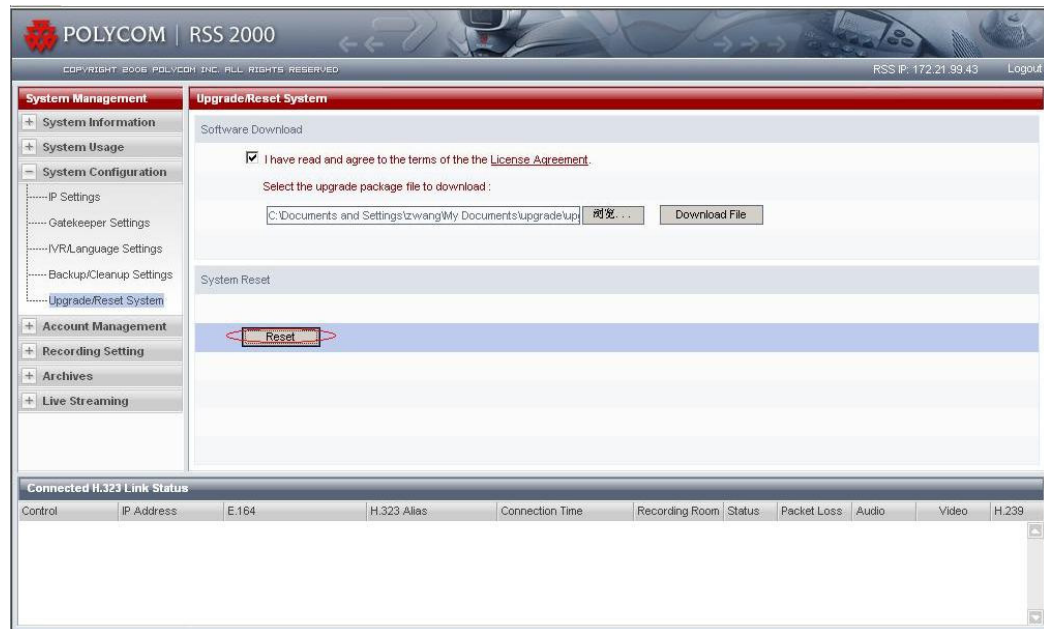 POLYCOM | RSS 2000
COPYRIGHT 2006 POLYCOM INC. ALL RIGHTS RESERVED
RSS IP: 172.21.99.43 Logout
System Management
+ System Information
+ System Usage
- System Configuration
IP Settings
Gatekeeper Settings
IVR/Language Settings
Backup/Cleanup Settings
Upgrade/Reset System
+ Account Management
+ Recording Setting
+ Archives
+ Live Streaming
Upgrade/Reset System
Software Download
I have read and agree to the terms of the the License Agreement.
Select the upgrade package file to download :
C:\Documents and Settings\zwang\My Documents\upgrade\up 浏览... Download File
System Reset
Reset
Connected H.323 Link Status
Control IP Address E.164 H.323 Alias Connection Time Recording Room Status Packet Loss Audio Video H.239